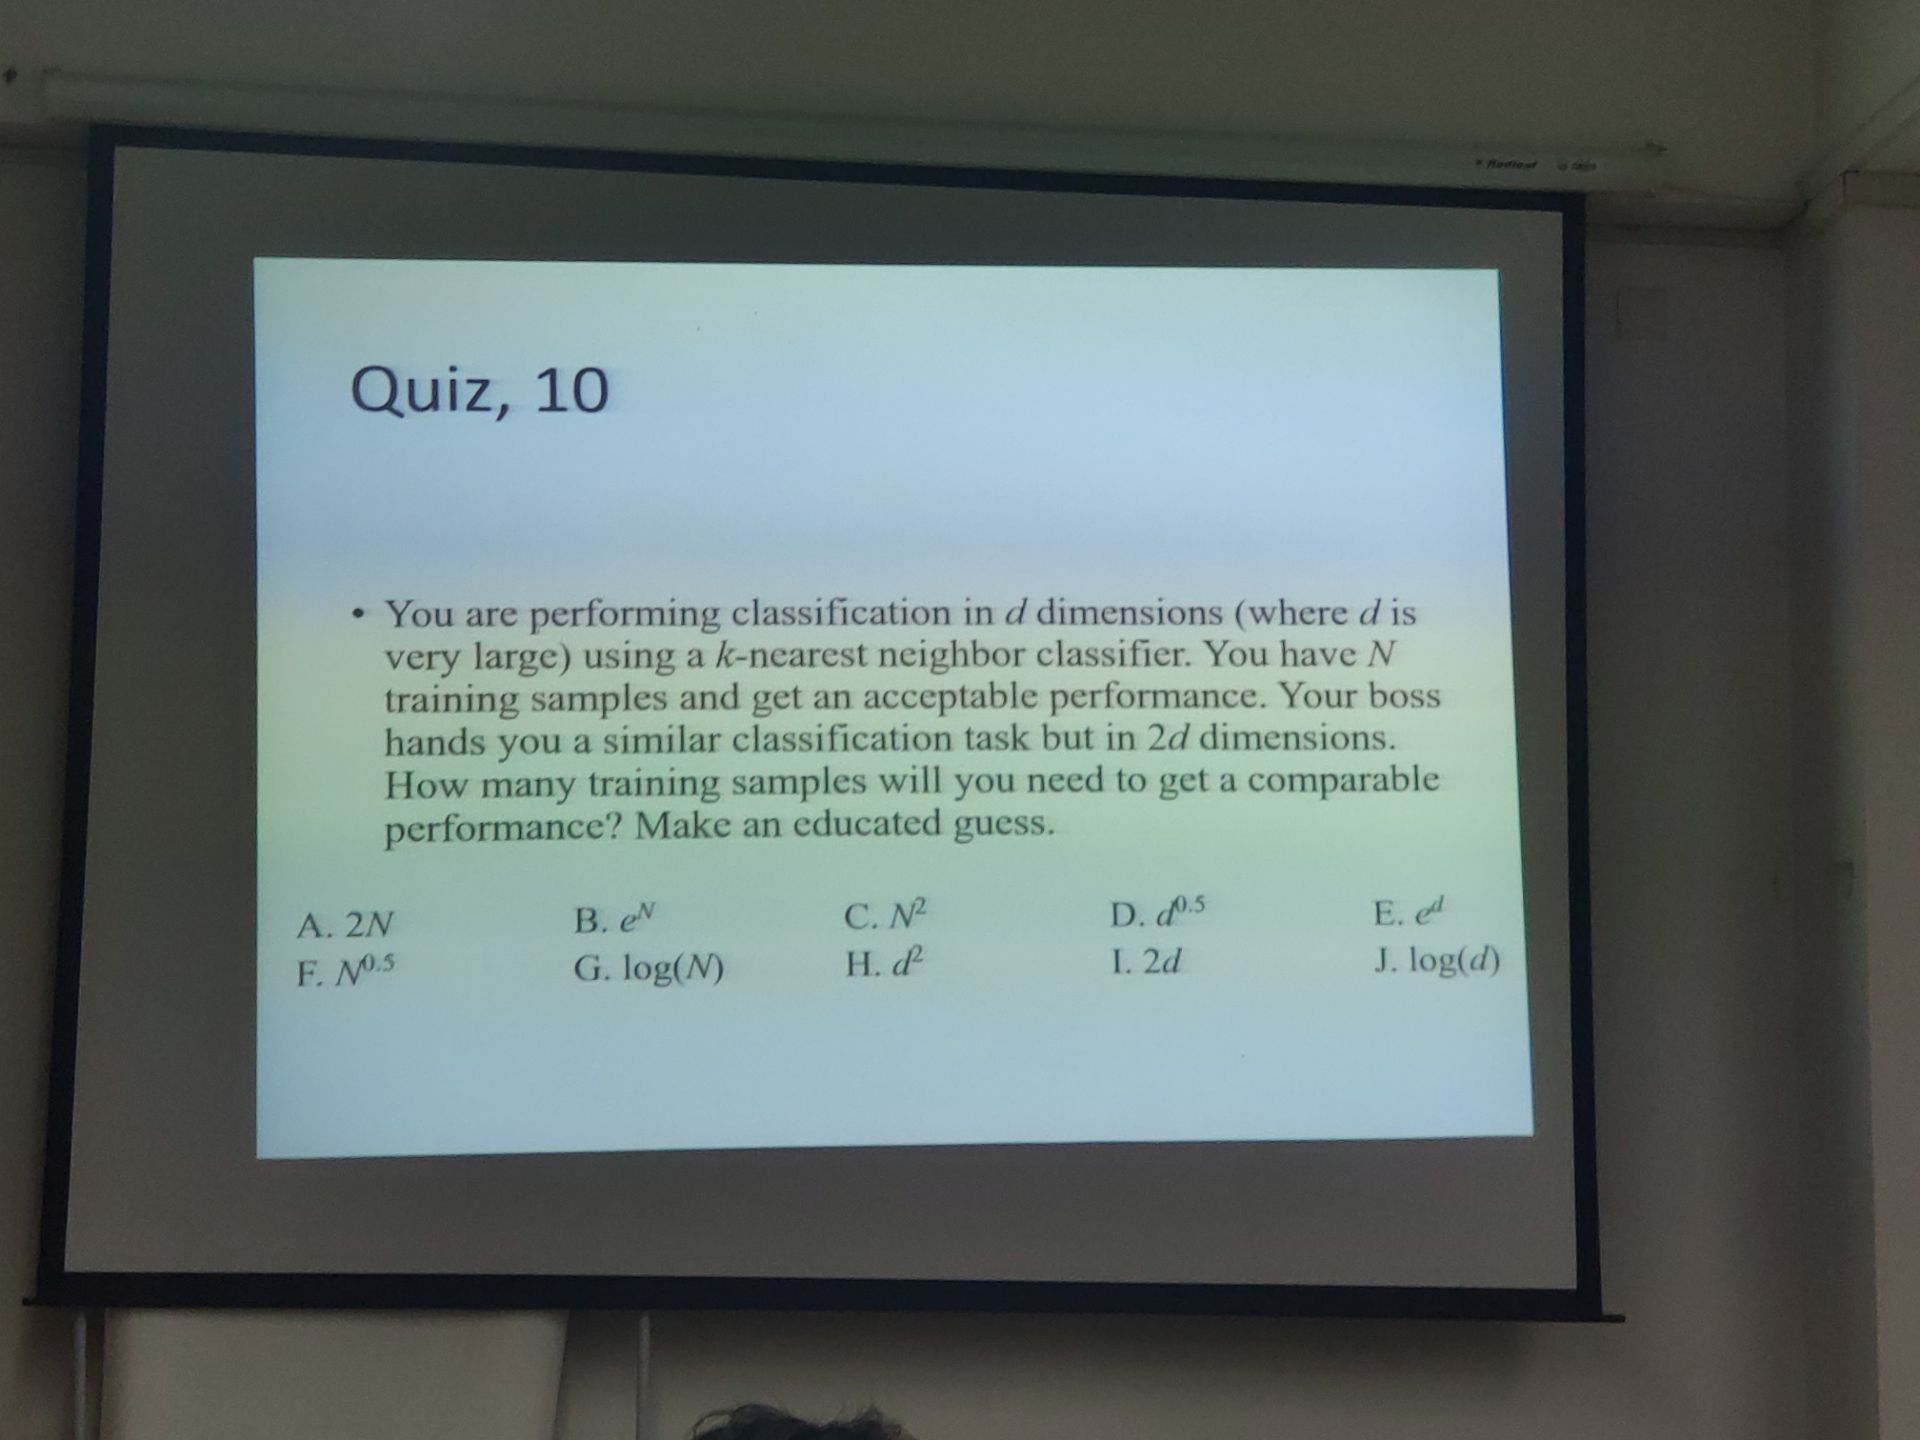 Quiz, 10
• You are performing classification in d dimensions (where d is
very large) using a k-nearest neighbor classifier. You have N
training samples and get an acceptable performance. Your boss
hands you a similar classification task but in 2d dimensions.
How many training samples will you need to get a comparable
performance? Make an educated guess.
A. 2N B. e^N C. N² D. d^0.5 E. e^d
F. N^0.5 G. log(N) H. d² I. 2d J. log(d)